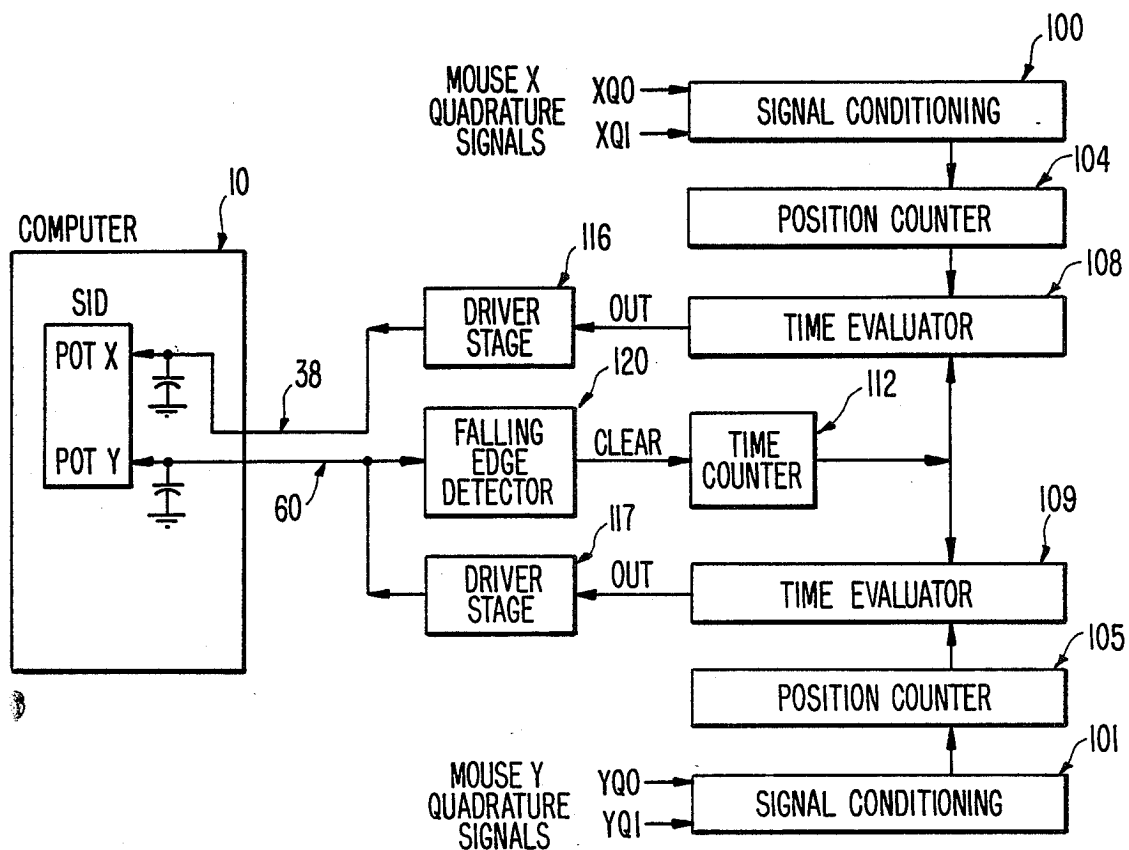 100
MOUSE X
QUADRATURE
SIGNALS
XQ0
XQ1
SIGNAL CONDITIONING
104
POSITION COUNTER
10
COMPUTER
116
108
SID
POT X
DRIVER
STAGE
OUT
TIME EVALUATOR
38
120
112
POT Y
FALLING
EDGE
DETECTOR
CLEAR
TIME
COUNTER
60
117
109
DRIVER
STAGE
OUT
TIME EVALUATOR
105
POSITION COUNTER
101
MOUSE Y
QUADRATURE
SIGNALS
YQ0
YQ1
SIGNAL CONDITIONING